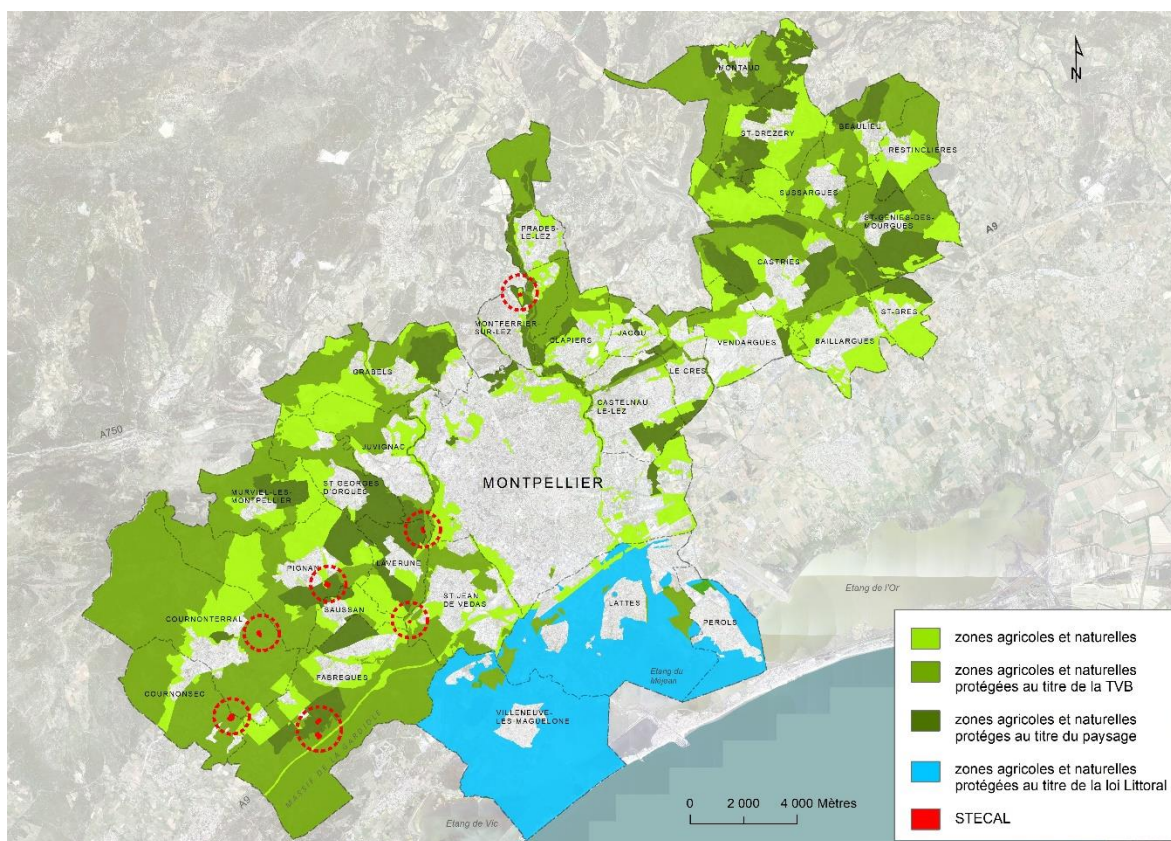 N
MONTAUD
ST-DREZERY
BEAULIEU
RESTINCLIERES
SUSSARGUES
ST-GENIES-DES-
MOURGUES
A9
PRADES-
LE-LEZ
CASTRIES
ST-BRES
MONTFERRIER
SUR-LEZ
CLAPIERS
JACOU
VENDARGUES
BAILLARGUES
LE CRES
GRABELS
CASTELNAU
LE-LEZ
A750
JUVIGNAC
MONTPELLIER
ST GEORGES
D'ORQUES
MURVIEL-LES-
MONTPELLIER
PIGNAN
LAVERUNE
ST JEAN
DE VEDAS
LATTES
Etang de l'Or
SAUSSAN
COURNONTERRAL
PEROLS
FABREGUES
Etang du
Méjean
COURNONSEC
VILLENEUVE-
LES-MAGUELONE
MASSIF DE LA GARDIOLE
A9
Etang de Vic
0 2 000 4 000 Mètres
zones agricoles et naturelles
zones agricoles et naturelles
protégées au titre de la TVB
zones agricoles et naturelles
protéges au titre du paysage
zones agricoles et naturelles
protégées au titre de la loi Littoral
STECAL